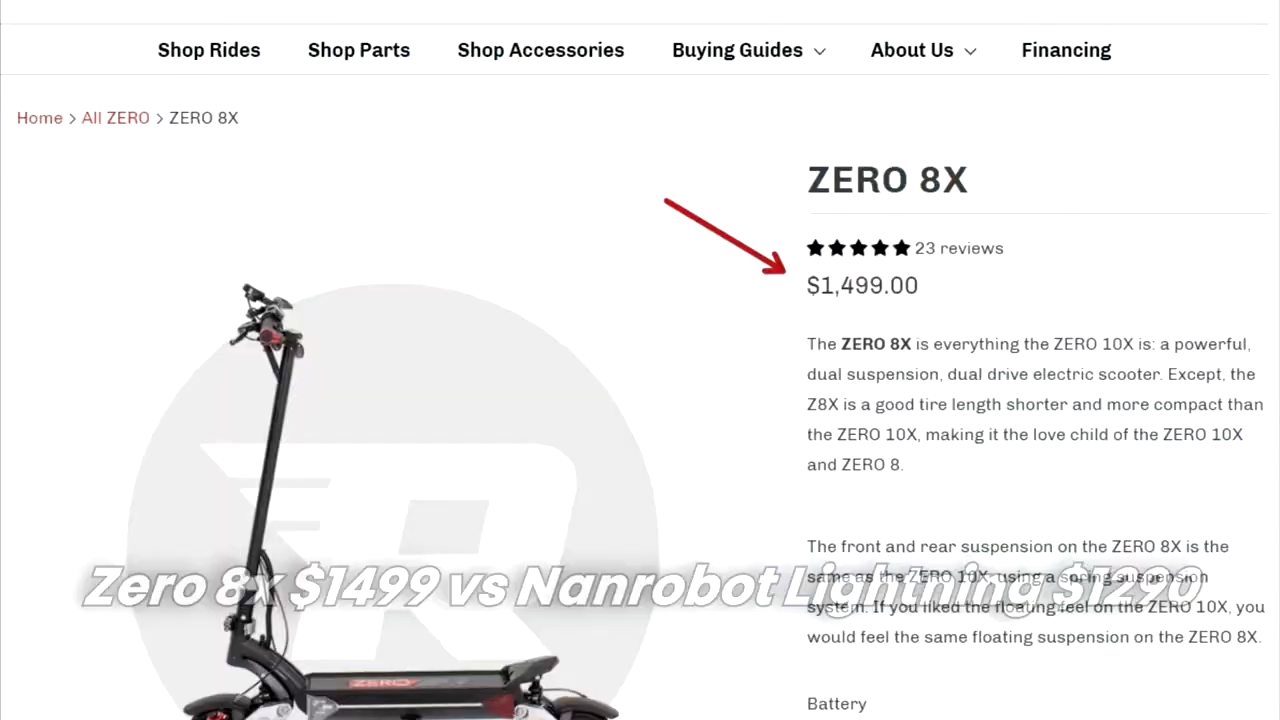 Shop Rides Shop Parts Shop Accessories Buying Guides About Us Financing
Home > All ZERO > ZERO 8X
ZERO 8X
23 reviews
$1,499.00
The ZERO 8X is everything the ZERO 10X is: a powerful,
dual suspension, dual drive electric scooter. Except, the
Z8X is a good tire length shorter and more compact than
the ZERO 10X, making it the love child of the ZERO 10X
and ZERO 8.
The front and rear suspension on the ZERO 8X is the
same as the ZERO 10X, using a spring suspension
system. If you liked the floating feel on the ZERO 10X, you
would feel the same floating suspension on the ZERO 8X.
Battery
Zero 8x $1499 vs Nanrobot Lightning $1290
ZERO